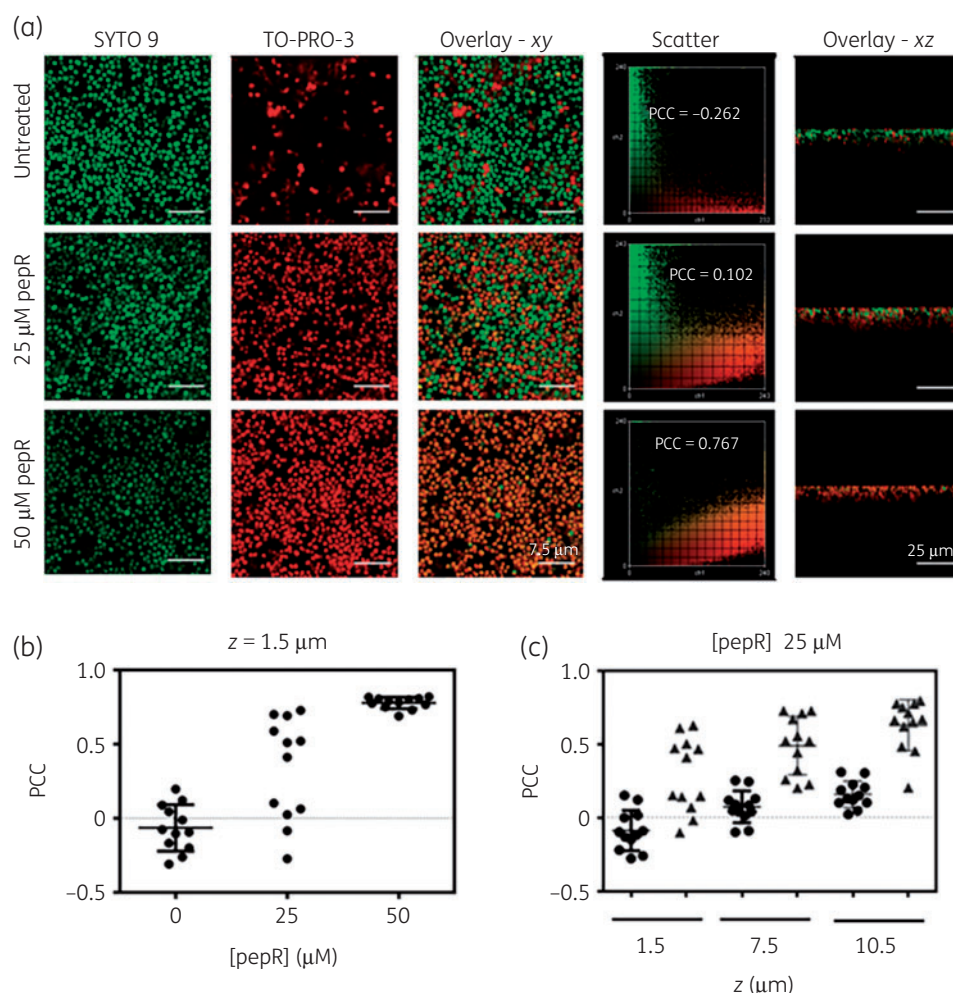 (a)
SYTO 9 TO-PRO-3 Overlay - xy Scatter Overlay - xz
Untreated
PCC = –0.262
25 μM pepR
PCC = 0.102
50 μM pepR
PCC = 0.767
7.5 μm
25 μm
(b)
z = 1.5 μm
PCC
1.0
0.5
0
–0.5
0 25 50
[pepR] (μM)
(c)
[pepR] 25 μM
PCC
1.0
0.5
0
–0.5
1.5 7.5 10.5
z (μm)